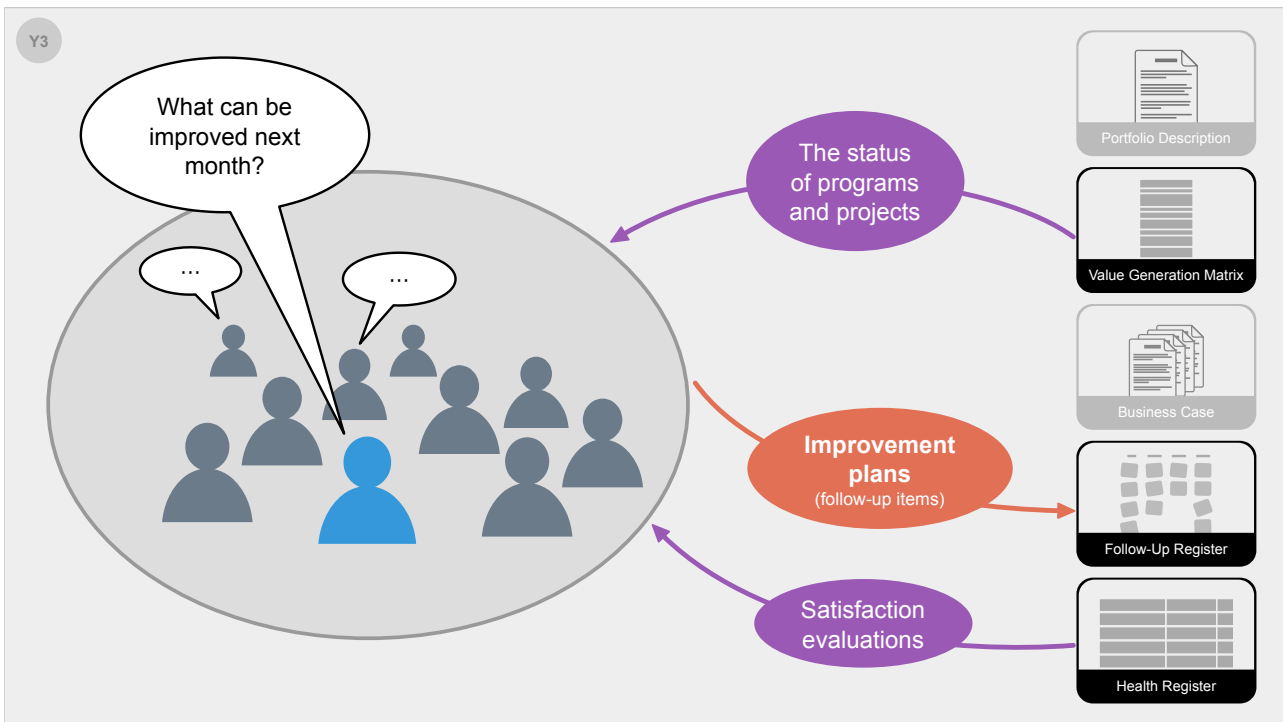 Y3
What can be
improved next
month?
...
...
The status
of programs
and projects
Improvement
plans
(follow-up items)
Satisfaction
evaluations
Portfolio Description
Value Generation Matrix
Business Case
Follow-Up Register
Health Register